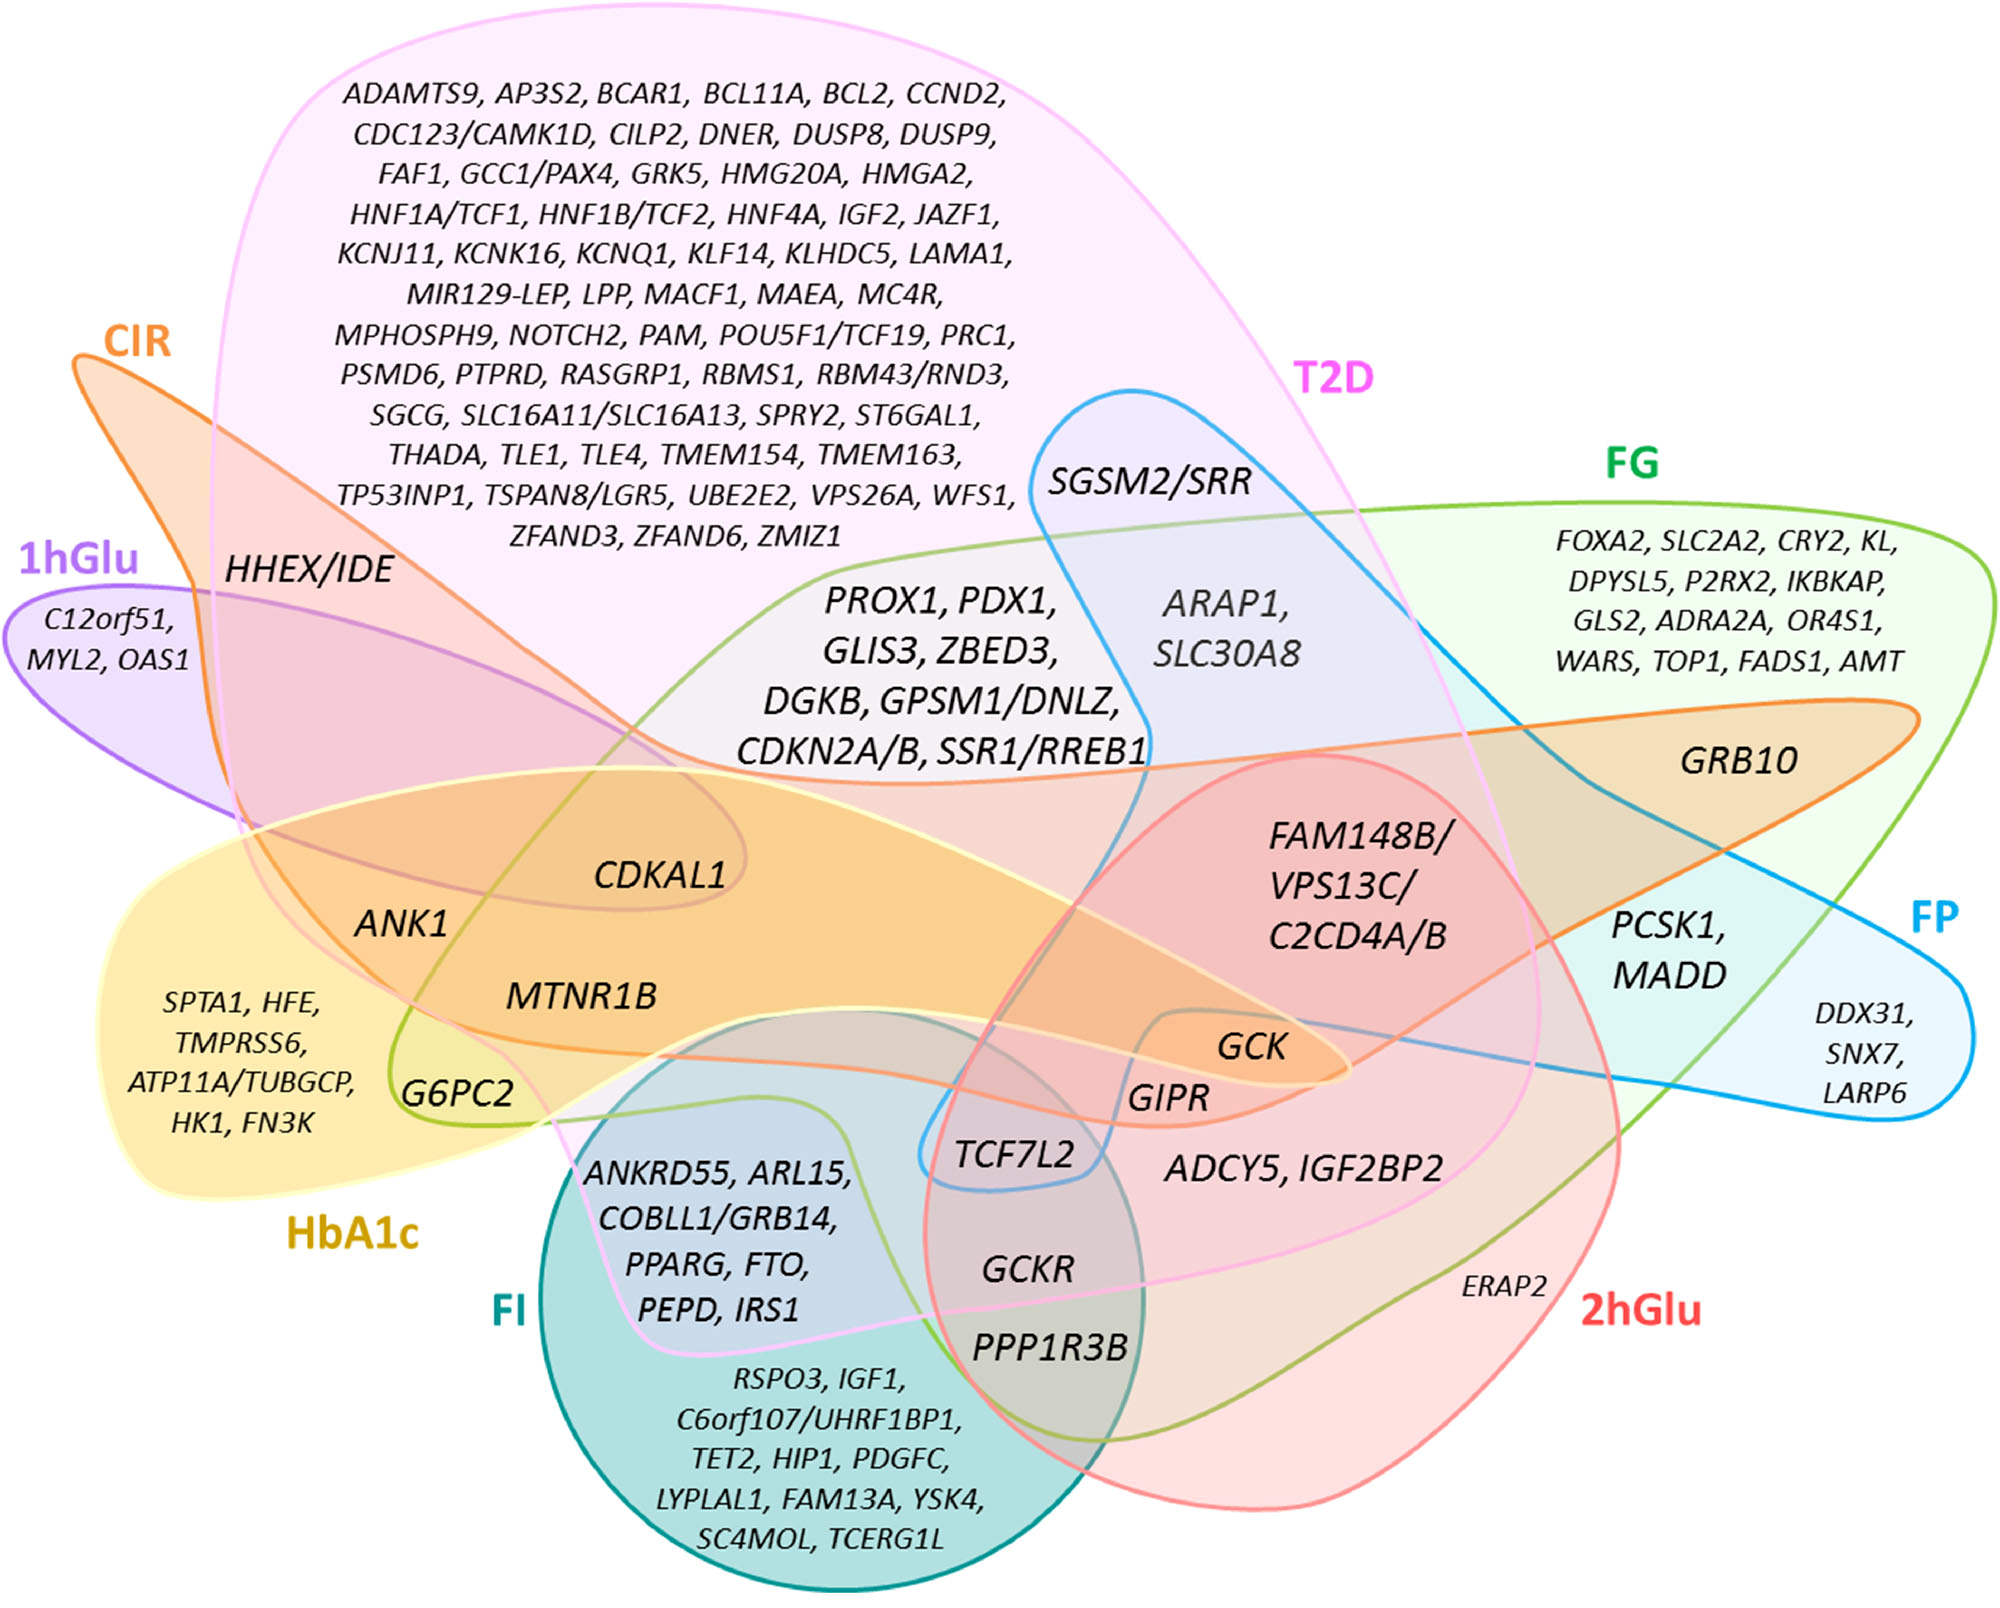 ADAMTS9, AP3S2, BCAR1, BCL11A, BCL2, CCND2,
CDC123/CAMK1D, CILP2, DNER, DUSP8, DUSP9,
FAF1, GCC1/PAX4, GRK5, HMG20A, HMGA2,
HNF1A/TCF1, HNF1B/TCF2, HNF4A, IGF2, JAZF1,
KCNJ11, KCNK16, KCNQ1, KLF14, KLHDC5, LAMA1,
MIR129-LEP, LPP, MACF1, MAEA, MC4R,
MPHOSPH9, NOTCH2, PAM, POU5F1/TCF19, PRC1,
PSMD6, PTPRD, RASGRP1, RBMS1, RBM43/RND3,
SGCG, SLC16A11/SLC16A13, SPRY2, ST6GAL1,
THADA, TLE1, TLE4, TMEM154, TMEM163,
TP53INP1, TSPAN8/LGR5, UBE2E2, VPS26A, WFS1,
ZFAND3, ZFAND6, ZMIZ1
CIR
T2D
FG
SGSM2/SRR
1hGlu
HHEX/IDE
C12orf51,
MYL2, OAS1
PROX1, PDX1,
GLIS3, ZBED3,
DGKB, GPSM1/DNLZ,
CDKN2A/B, SSR1/RREB1
ARAP1,
SLC30A8
FOXA2, SLC2A2, CRY2, KL,
DPYSL5, P2RX2, IKBKAP,
GLS2, ADRA2A, OR4S1,
WARS, TOP1, FADS1, AMT
GRB10
FAM148B/
VPS13C/
C2CD4A/B
CDKAL1
ANK1
MTNR1B
PCSK1,
MADD
FP
SPTA1, HFE,
TMPRSS6,
ATP11A/TUBGCP,
HK1, FN3K
G6PC2
GCK
GIPR
DDX31,
SNX7,
LARP6
TCF7L2
ADCY5, IGF2BP2
HbA1c
ANKRD55, ARL15,
COBLL1/GRB14,
PPARG, FTO,
PEPD, IRS1
GCKR
ERAP2
FI
2hGlu
PPP1R3B
RSPO3, IGF1,
C6orf107/UHRF1BP1,
TET2, HIP1, PDGFC,
LYPLAL1, FAM13A, YSK4,
SC4MOL, TCERG1L